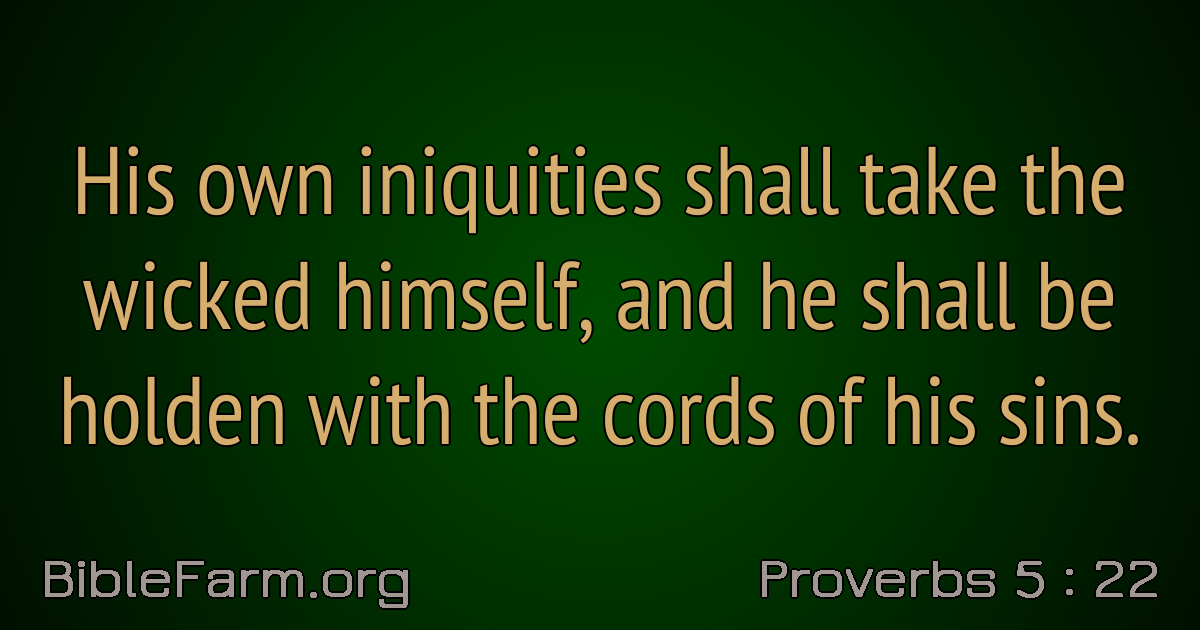 His own iniquities shall take the
wicked himself, and he shall be
holden with the cords of his sins.
BibleFarm.org
Proverbs 5 : 22